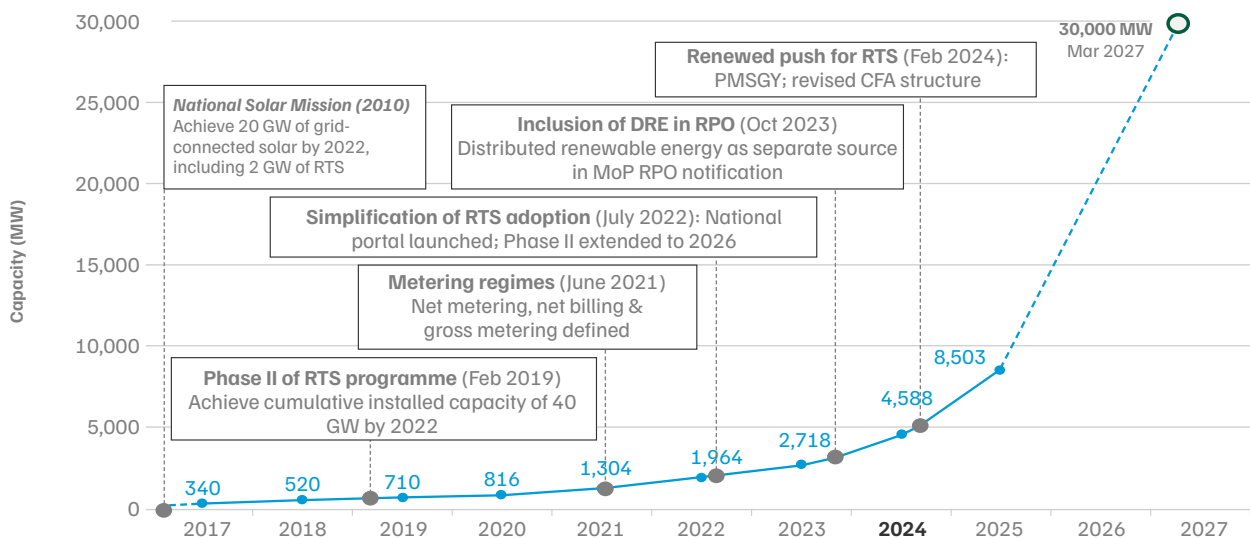 30,000
30,000 MW
Mar 2027
Renewed push for RTS (Feb 2024):
PMSGY; revised CFA structure
25,000
National Solar Mission (2010)
Achieve 20 GW of grid-
connected solar by 2022,
including 2 GW of RTS
Inclusion of DRE in RPO (Oct 2023)
Distributed renewable energy as separate source
in MoP RPO notification
20,000
Simplification of RTS adoption (July 2022): National
portal launched; Phase II extended to 2026
15,000
Metering regimes (June 2021)
Net metering, net billing &
gross metering defined
Capacity (MW)
10,000
8,503
Phase II of RTS programme (Feb 2019)
Achieve cumulative installed capacity of 40
GW by 2022
4,588
5,000
2,718
1,964
1,304
816
710
520
340
0
2017 2018 2019 2020 2021 2022 2023 2024 2025 2026 2027